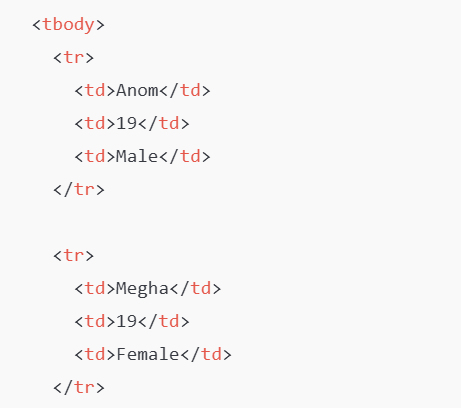 <tbody>
<tr>
<td>Anom</td>
<td>19</td>
<td>Male</td>
</tr>
<tr>
<td>Megha</td>
<td>19</td>
<td>Female</td>
</tr>